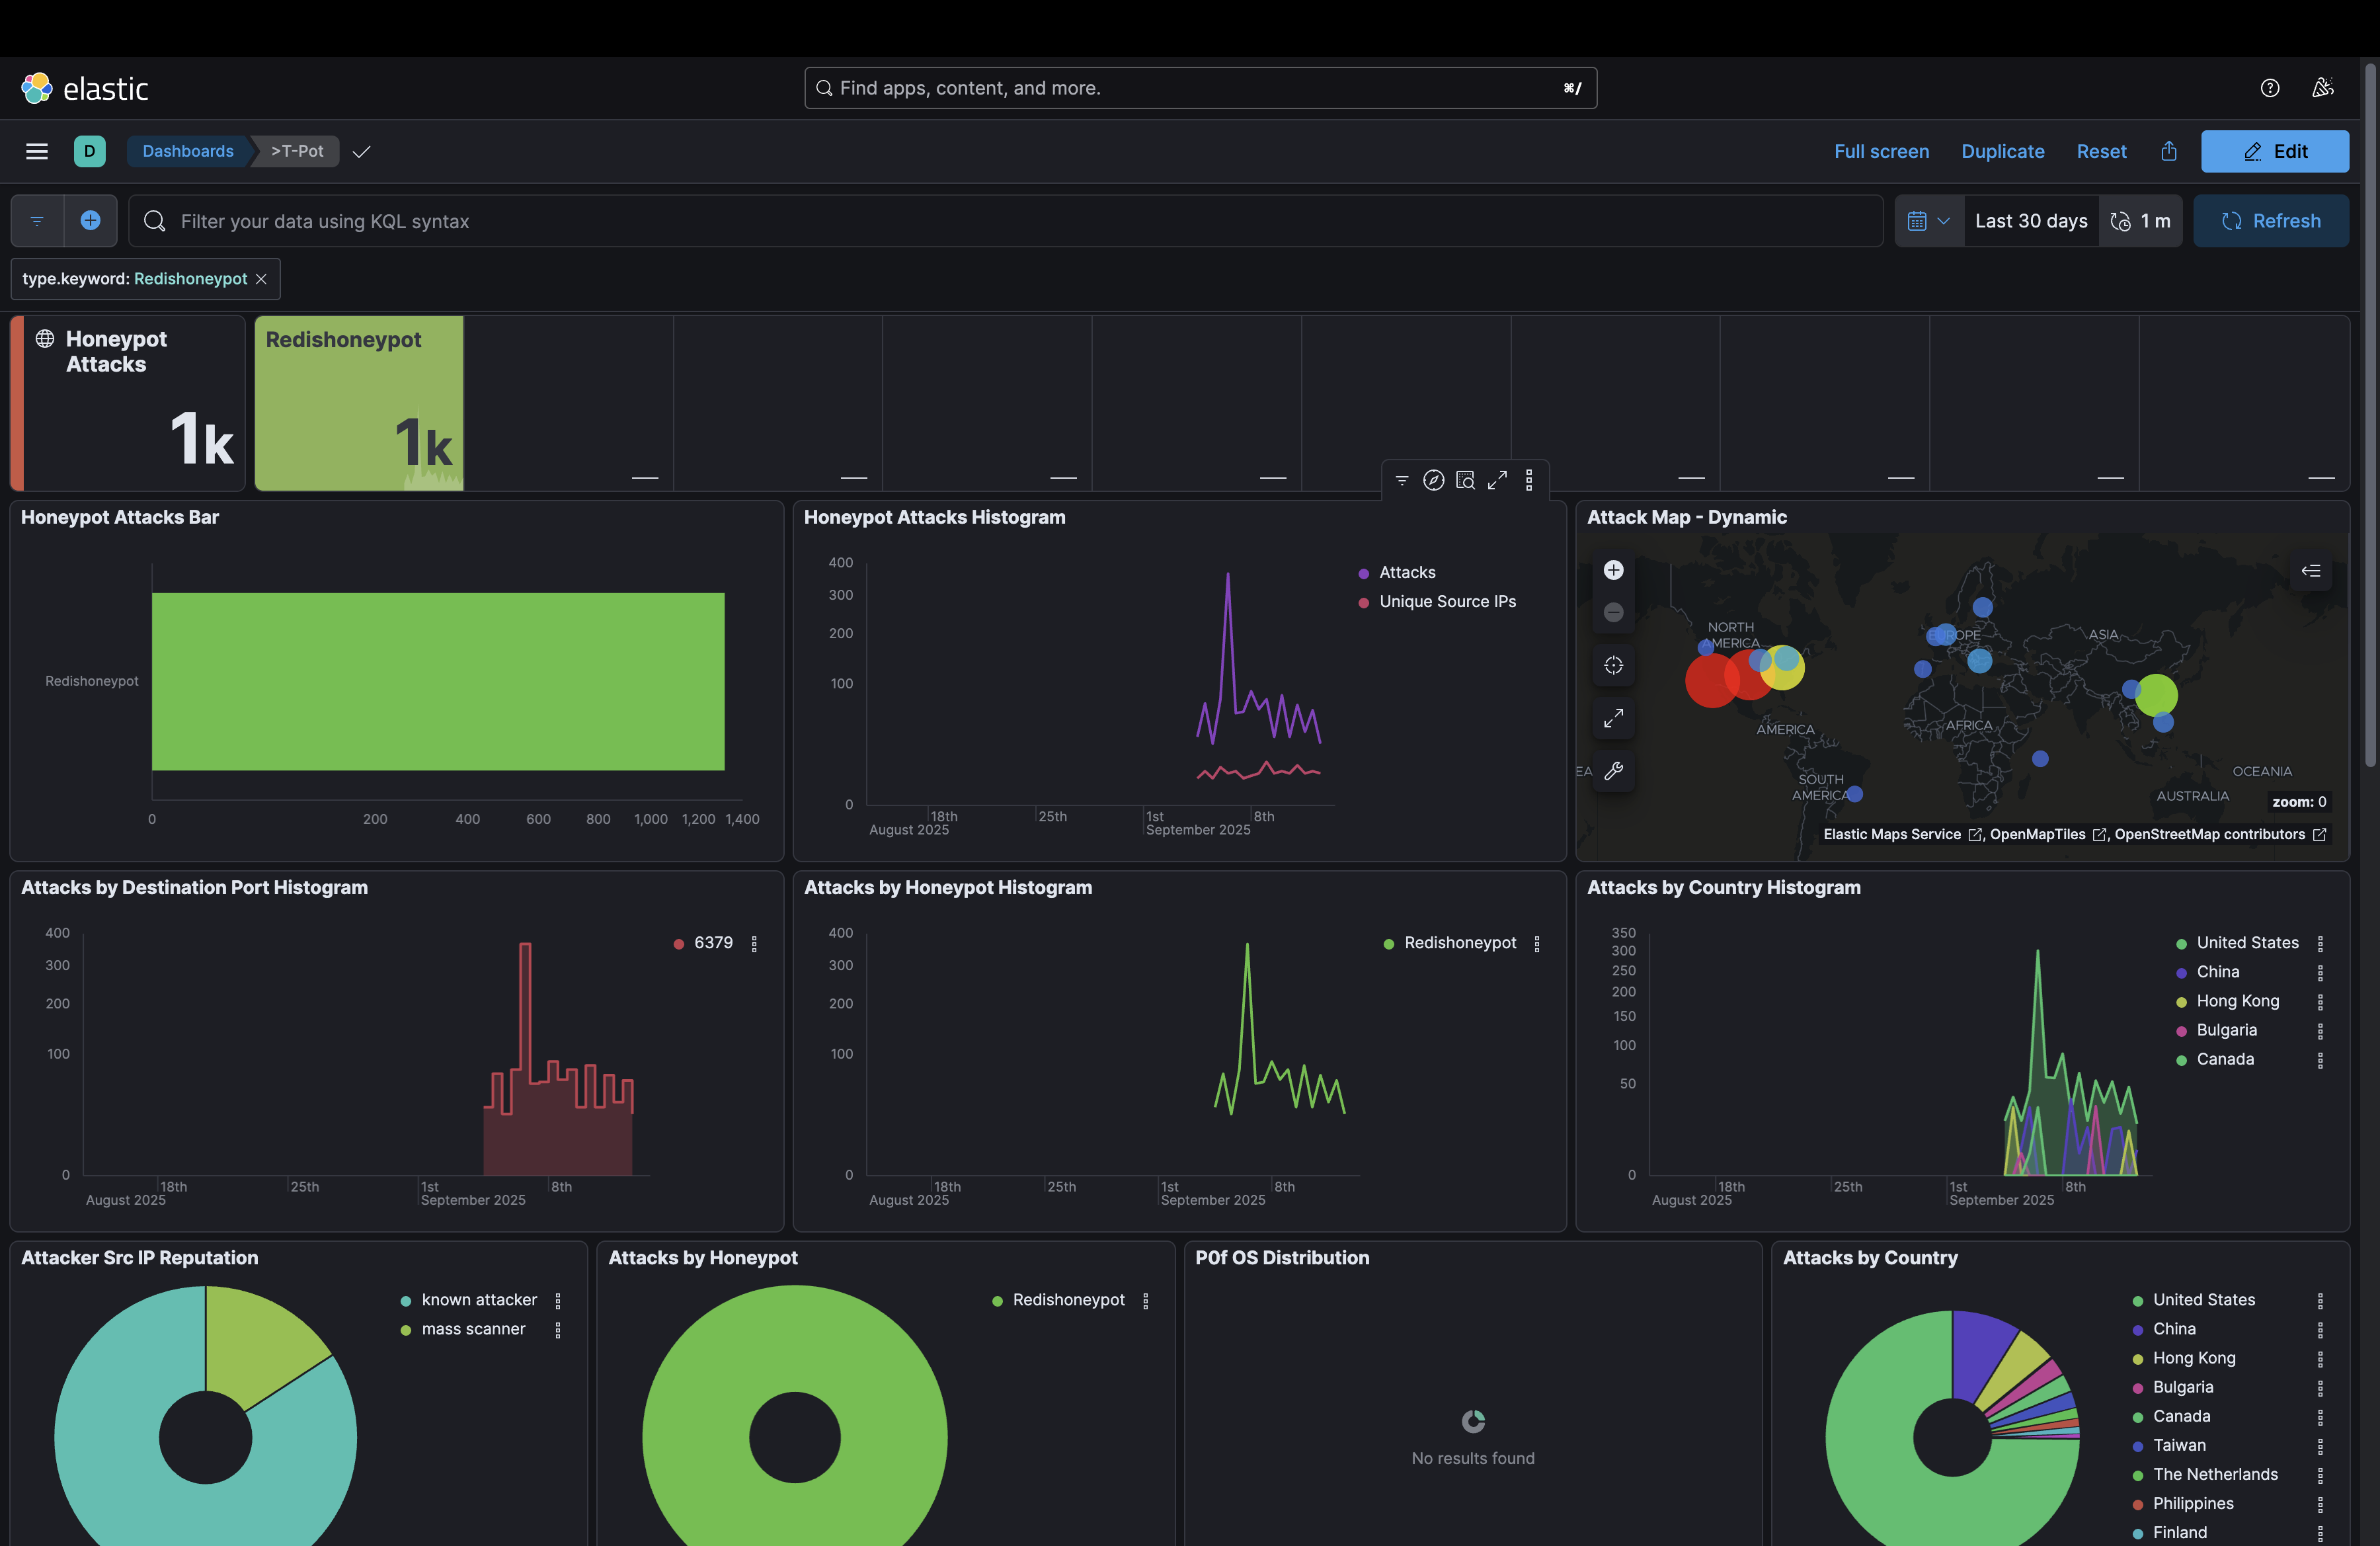 elastic
Find apps, content, and more.
⌘/
D
Dashboards
>T-Pot
Full screen
Duplicate
Reset
Edit
Filter your data using KQL syntax
Last 30 days
1 m
Refresh
type.keyword: Redishoneypot
Honeypot
Attacks
1k
Redishoneypot
1k
Honeypot Attacks Bar
Redishoneypot
0 200 400 600 800 1,000 1,200 1,400
Honeypot Attacks Histogram
400
300
200
100
0
18th 25th 1st 8th
August 2025 September 2025
Attacks
Unique Source IPs
Attack Map - Dynamic
NORTH
AMERICA
EUROPE
ASIA
AMERICA
AFRICA
SOUTH
AMERICA
EA
OCEANIA
AUSTRALIA
zoom: 0
Elastic Maps Service , OpenMapTiles , OpenStreetMap contributors
Attacks by Destination Port Histogram
400
300
200
100
0
18th 25th 1st 8th
August 2025 September 2025
6379
Attacks by Honeypot Histogram
400
300
200
100
0
18th 25th 1st 8th
August 2025 September 2025
Redishoneypot
Attacks by Country Histogram
350
300
250
200
150
100
50
0
18th 25th 1st 8th
August 2025 September 2025
United States
China
Hong Kong
Bulgaria
Canada
Attacker Src IP Reputation
known attacker
mass scanner
Attacks by Honeypot
Redishoneypot
P0f OS Distribution
No results found
Attacks by Country
United States
China
Hong Kong
Bulgaria
Canada
Taiwan
The Netherlands
Philippines
Finland